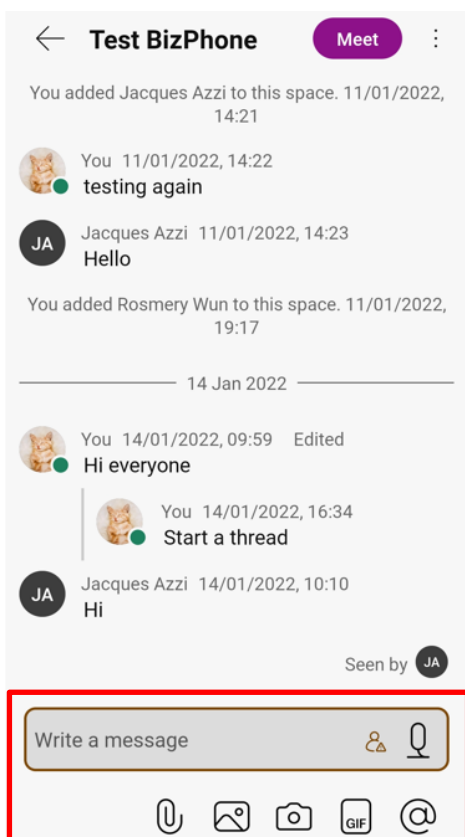 Test BizPhone
Meet
You added Jacques Azzi to this space. 11/01/2022,
14:21
You 11/01/2022, 14:22
testing again
JA
Jacques Azzi 11/01/2022, 14:23
Hello
You added Rosmery Wun to this space. 11/01/2022,
19:17
14 Jan 2022
You 14/01/2022, 09:59 Edited
Hi everyone
You 14/01/2022, 16:34
Start a thread
JA
Jacques Azzi 14/01/2022, 10:10
Hi
Seen by JA
Write a message
GIF @